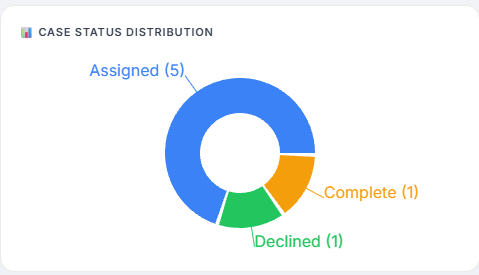 CASE STATUS DISTRIBUTION
Assigned (5)
Complete (1)
Declined (1)